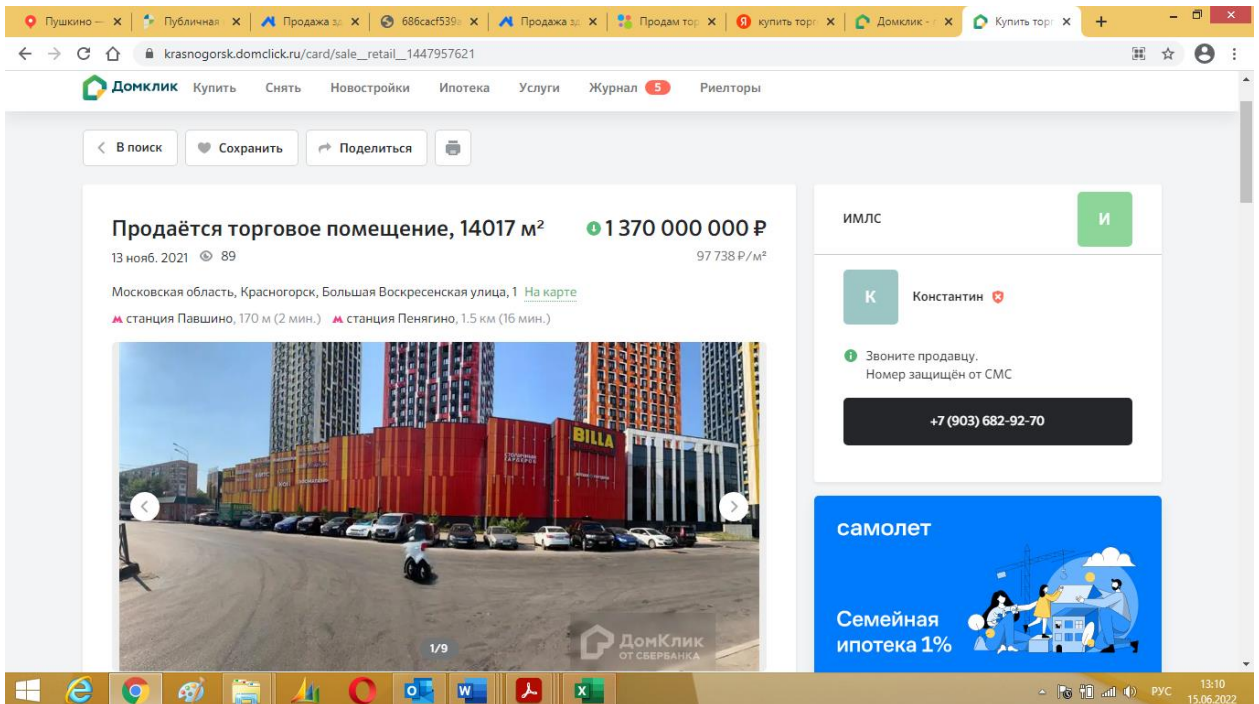 Пушкино —
Публичная
Продажа зд
686cacf539
Продажа зд
Продам тор
купить торг
Домклик -
Купить торг
krasnogorsk.domclick.ru/card/sale__retail__1447957621
Домклик Купить Снять Новостройки Ипотека Услуги Журнал 5 Риелторы
В поиск Сохранить Поделиться
Продаётся торговое помещение, 14017 м² 1 370 000 000 ₽
13 нояб. 2021 89 97 738 ₽/м²
Московская область, Красногорск, Большая Воскресенская улица, 1 На карте
станция Павшино, 170 м (2 мин.) станция Пенягино, 1.5 км (16 мин.)
BILLA
1/9
ДомКлик
ОТ СБЕРБАНКА
ИМЛС
И
К
Константин
Звоните продавцу.
Номер защищён от СМС
+7 (903) 682-92-70
самолет
Семейная
ипотека 1%
РУС
13:10
15.06.2022